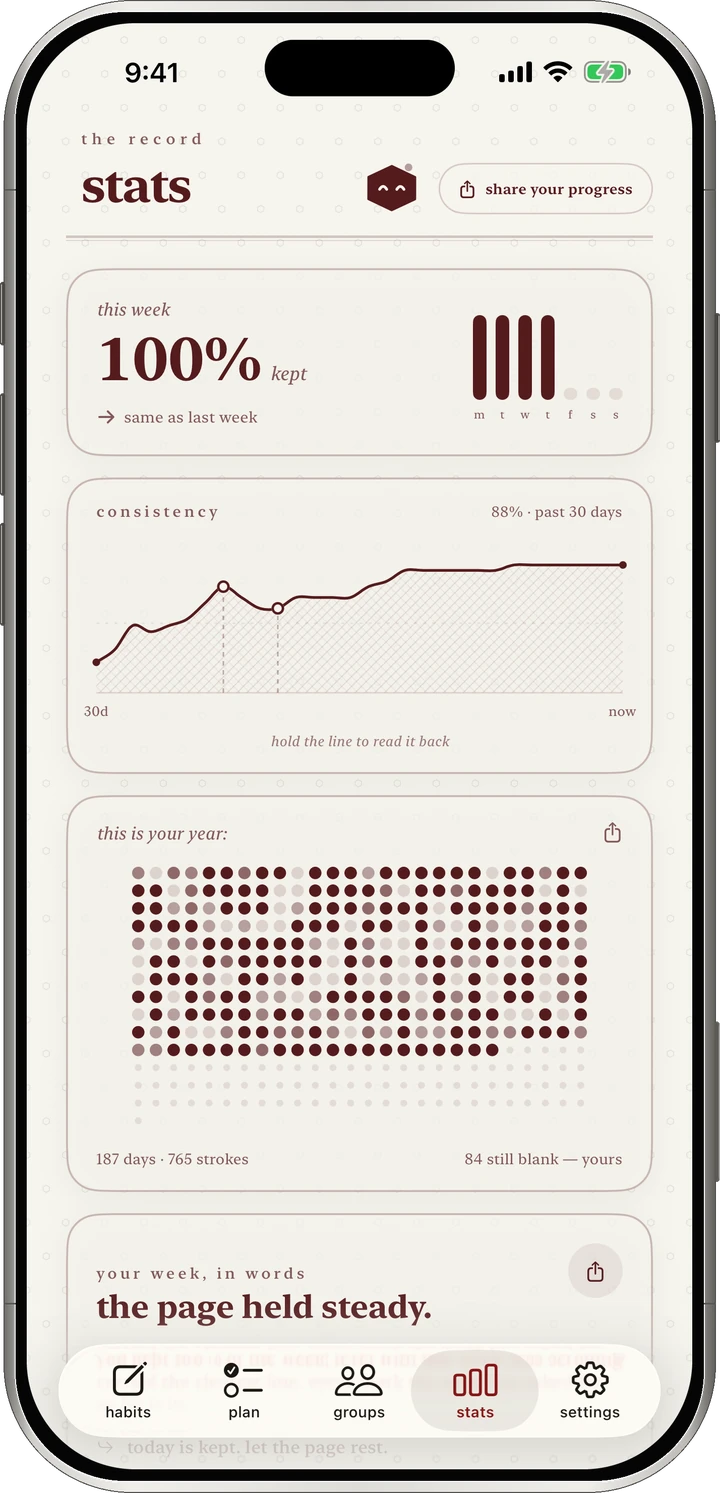 9:41
the record
stats
share your progress
this week
100% kept
→ same as last week
m t w t f s s
consistency
88% · past 30 days
30d
now
hold the line to read it back
this is your year:
187 days · 765 strokes
84 still blank — yours
your week, in words
the page held steady.
habits
plan
groups
stats
settings
today is kept. let the page rest.